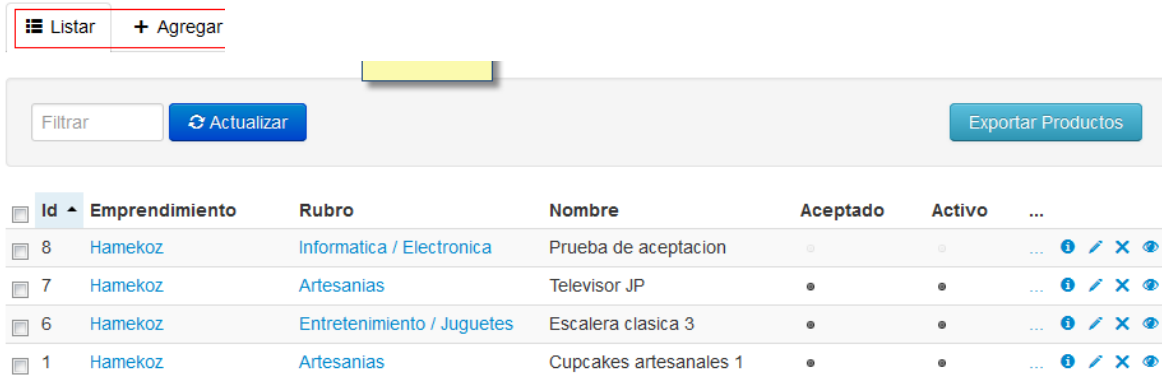 Listar + Agregar
Filtrar Actualizar Exportar Productos
Id Emprendimiento Rubro Nombre Aceptado Activo ...
8 Hamekoz Informatica / Electronica Prueba de aceptacion ...
7 Hamekoz Artesanias Televisor JP ...
6 Hamekoz Entretenimiento / Juguetes Escalera clasica 3 ...
1 Hamekoz Artesanias Cupcakes artesanales 1 ...